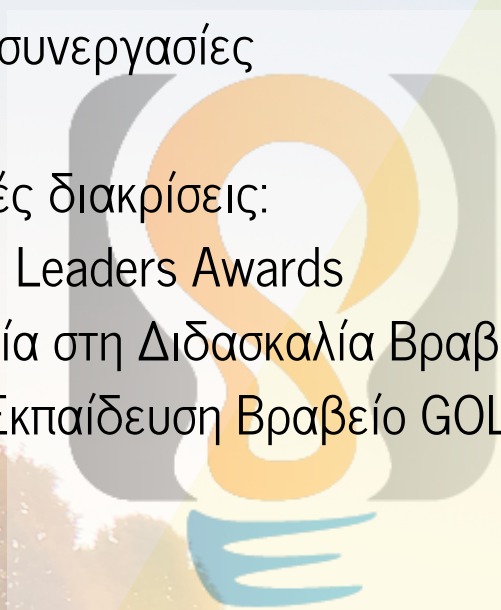 συνεργασίες
ές διακρίσεις:
Leaders Awards
ία στη Διδασκαλία Βραβ
Εκπαίδευση Βραβείο GOL